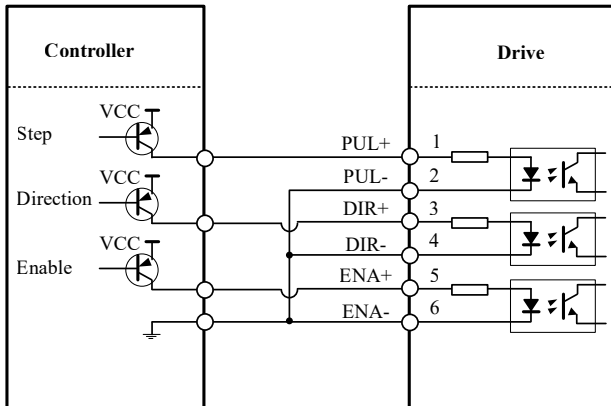 Controller
Drive
VCC
Step
PUL+ 1
VCC
PUL- 2
Direction
DIR+ 3
VCC
DIR- 4
Enable
ENA+ 5
ENA- 6